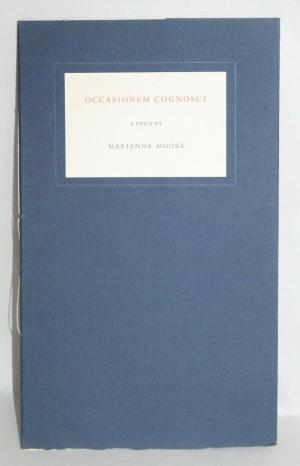 OCCASIONEM COGNOSCE
A POEM BY
MARIANNE MOORE